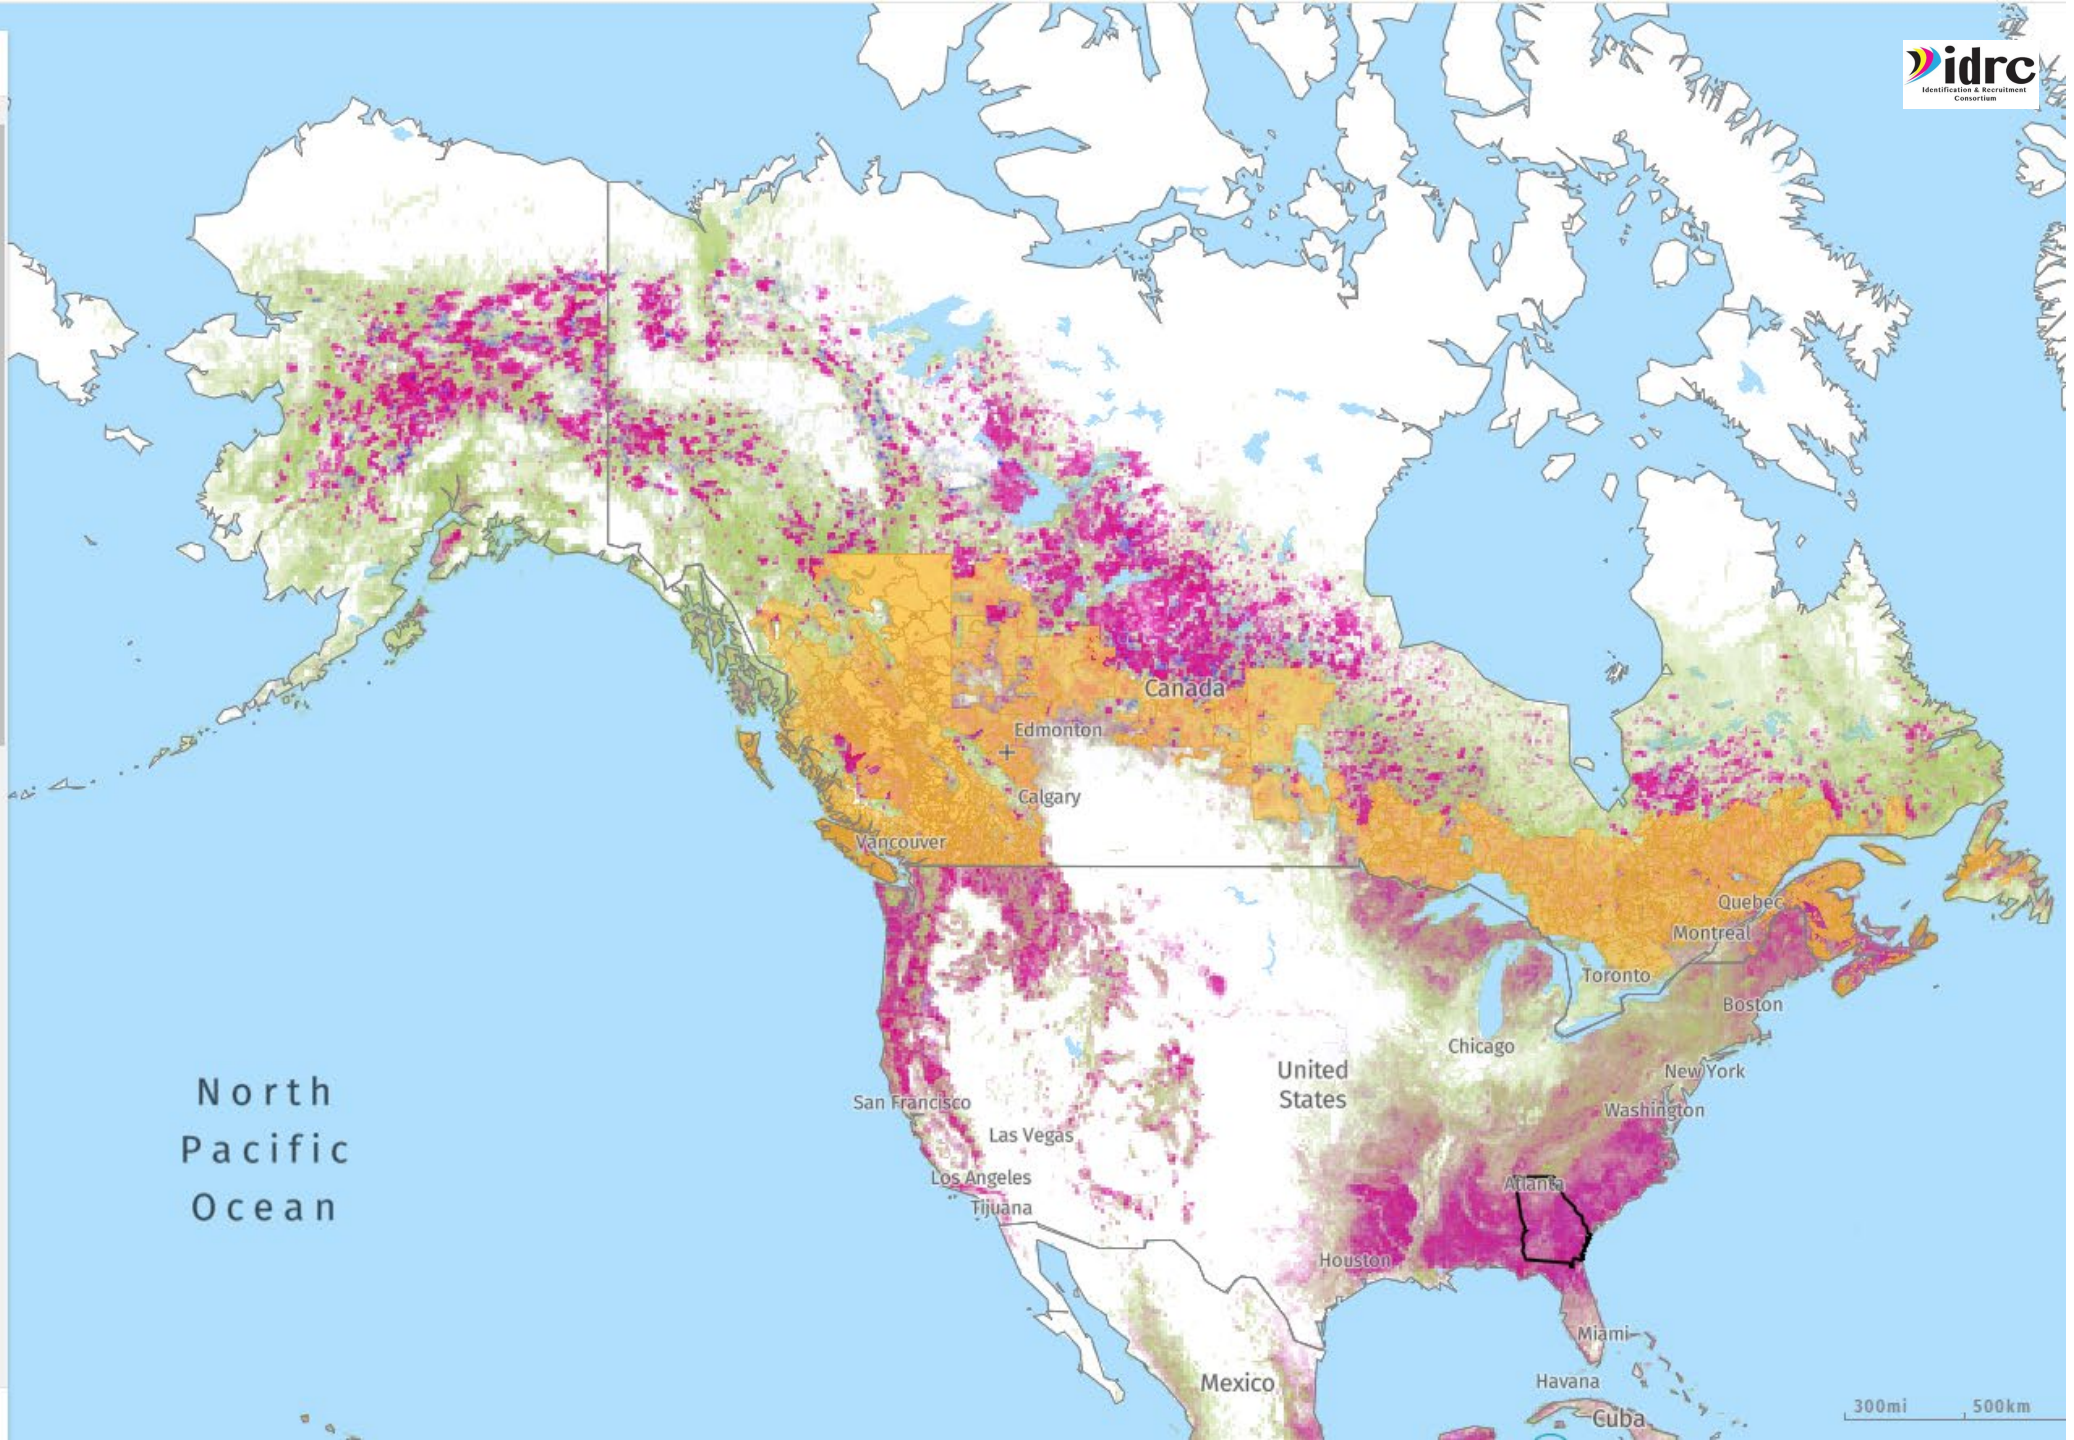 idrc
Identification & Recruitment
Consortium
Canada
Edmonton
Calgary
Vancouver
Quebec
Montreal
Toronto
Boston
Chicago
New York
United
States
Washington
North
Pacific
Ocean
San Francisco
Las Vegas
Los Angeles
Tijuana
Atlanta
Houston
Miami
Mexico
Havana
Cuba
300mi
500km